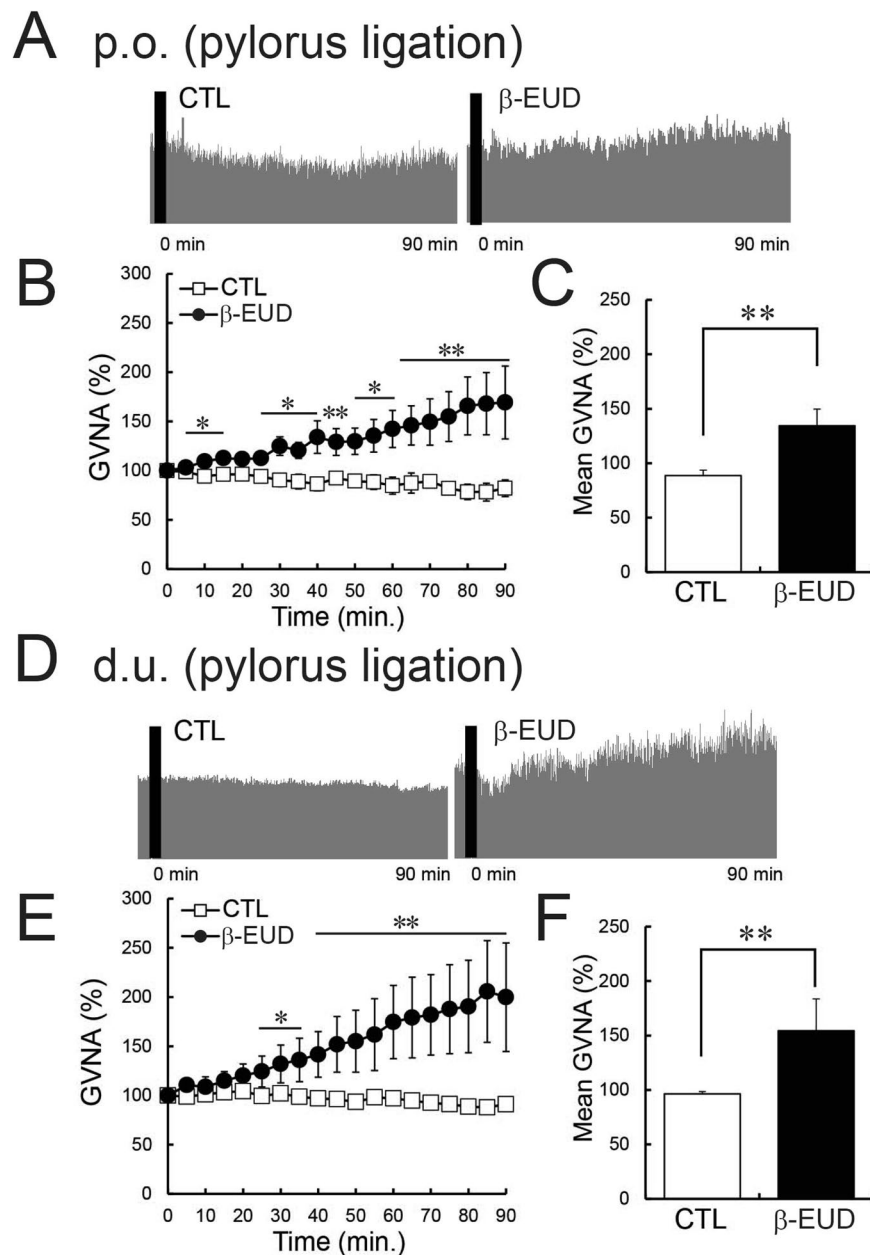 A p.o. (pylorus ligation)
CTL β-EUD
0 min 90 min 0 min 90 min
B
CTL
β-EUD
GVNA (%)
300
250
200
150
100
50
0
* * ** * **
0 10 20 30 40 50 60 70 80 90
Time (min.)
C
Mean GVNA (%)
250
200
150
100
50
0
**
CTL β-EUD
D d.u. (pylorus ligation)
CTL β-EUD
0 min 90 min 0 min 90 min
E
CTL
β-EUD
GVNA (%)
300
250
200
150
100
50
0
* **
0 10 20 30 40 50 60 70 80 90
Time (min.)
F
Mean GVNA (%)
250
200
150
100
50
0
**
CTL β-EUD